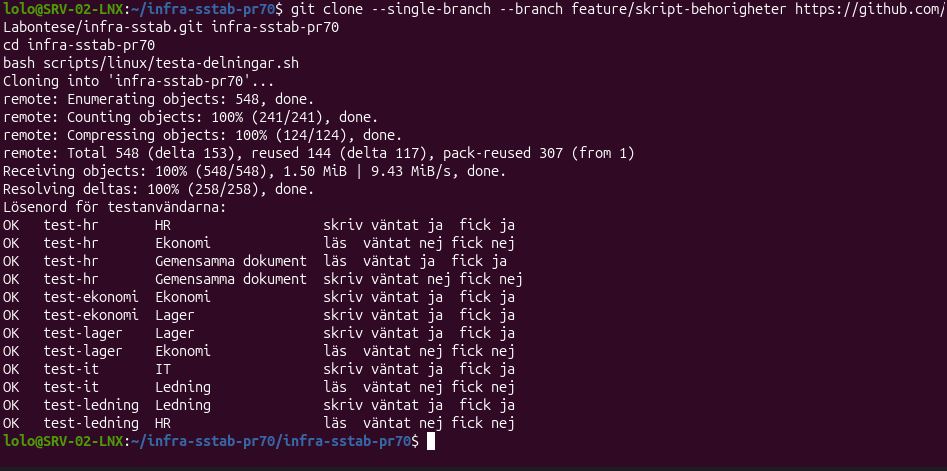 lolo@SRV-02-LNX:~/infra-sstab-pr70$ git clone --single-branch --branch feature/skript-behorigheter https://github.com/
Labontese/infra-sstab.git infra-sstab-pr70
cd infra-sstab-pr70
bash scripts/linux/testa-delningar.sh
Cloning into 'infra-sstab-pr70'...
remote: Enumerating objects: 548, done.
remote: Counting objects: 100% (241/241), done.
remote: Compressing objects: 100% (124/124), done.
remote: Total 548 (delta 153), reused 144 (delta 117), pack-reused 307 (from 1)
Receiving objects: 100% (548/548), 1.50 MiB | 9.43 MiB/s, done.
Resolving deltas: 100% (258/258), done.
Lösenord för testanvändarna:
OK   test-hr       HR                   skriv väntat ja  fick ja
OK   test-hr       Ekonomi              läs  väntat nej fick nej
OK   test-hr       Gemensamma dokument  läs  väntat ja  fick ja
OK   test-hr       Gemensamma dokument  skriv väntat nej fick nej
OK   test-ekonomi  Ekonomi              skriv väntat ja  fick ja
OK   test-ekonomi  Lager                skriv väntat ja  fick ja
OK   test-lager    Lager                skriv väntat ja  fick ja
OK   test-lager    Ekonomi              läs  väntat nej fick nej
OK   test-it       IT                   skriv väntat ja  fick ja
OK   test-it       Ledning              läs  väntat nej fick nej
OK   test-ledning  Ledning              skriv väntat ja  fick ja
OK   test-ledning  HR                   läs  väntat nej fick nej
lolo@SRV-02-LNX:~/infra-sstab-pr70/infra-sstab-pr70$